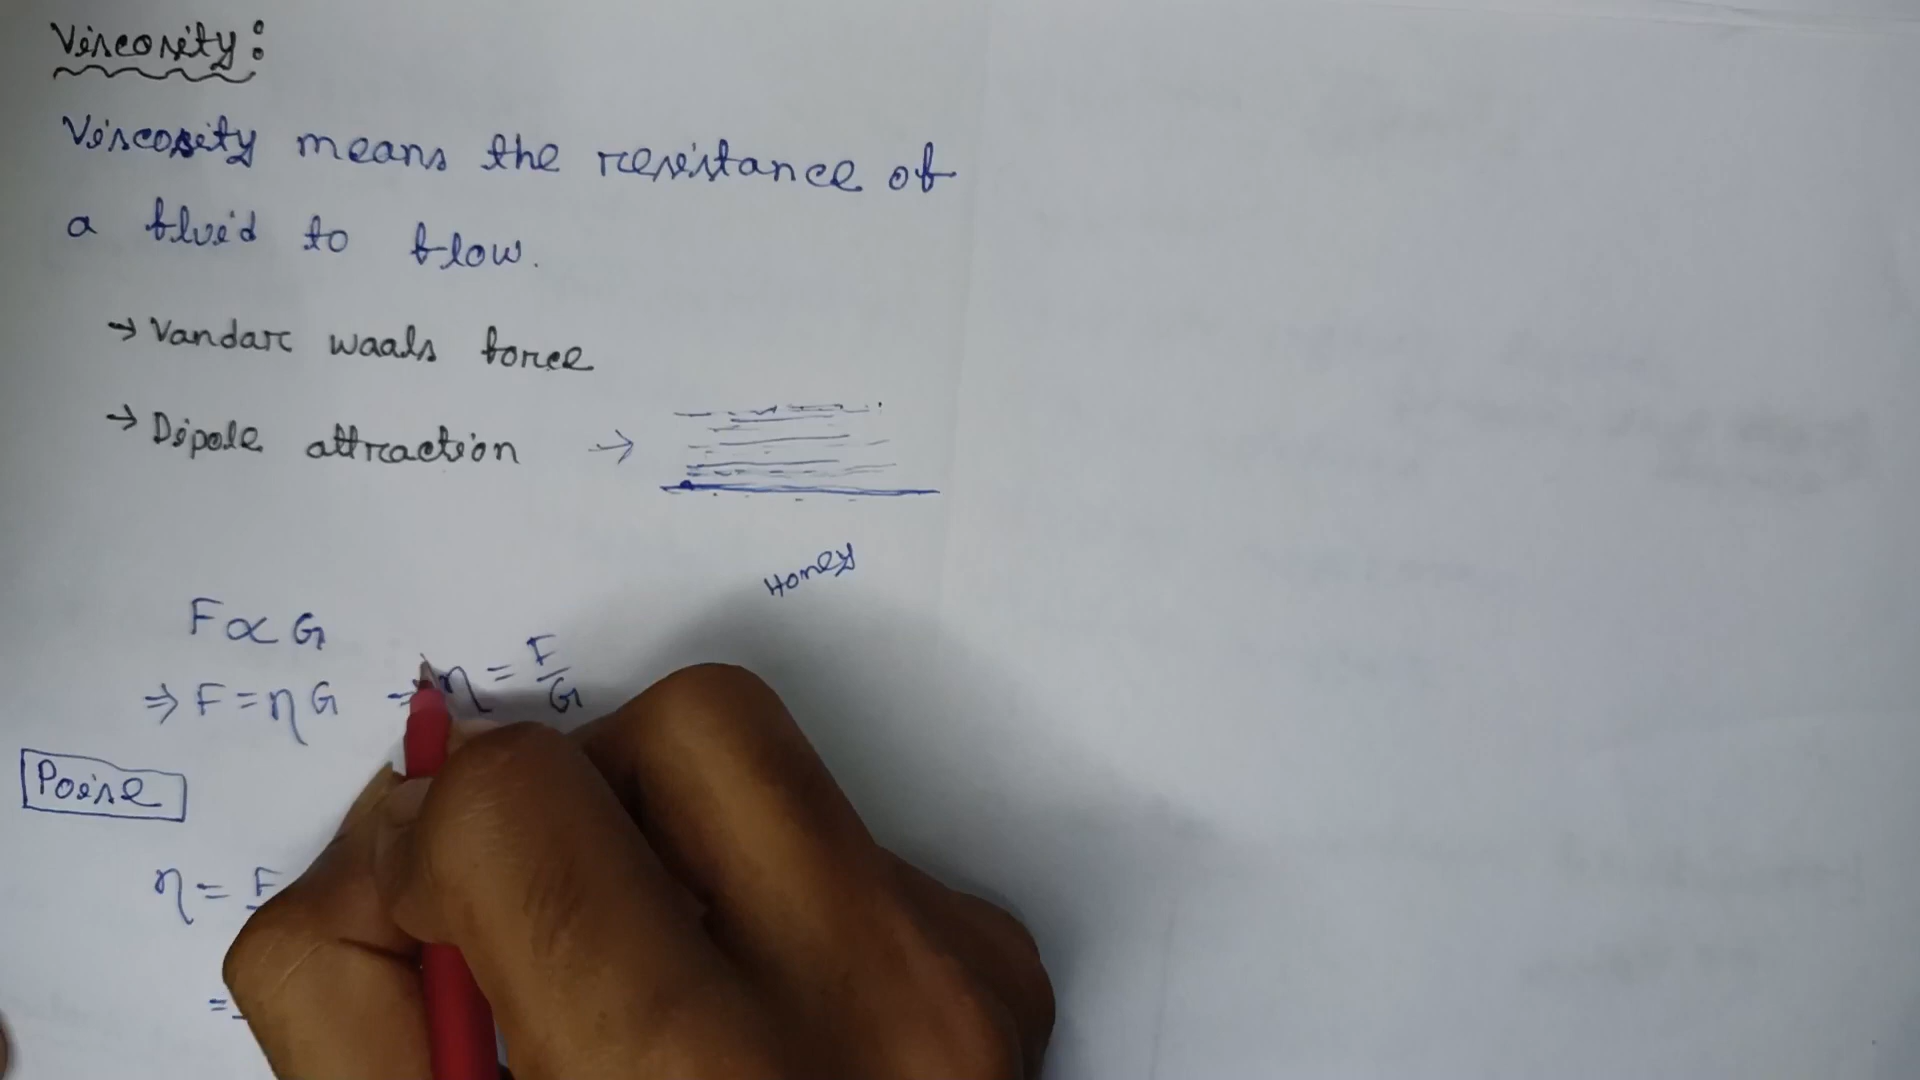 Viscosity:
Viscosity means the resistance of
a fluid to flow.
→ Vandar waals force
→ Dipole attraction →
Honey
F ∝ G
⇒ F = η G ⇒ η = F/G
Poise
η = F
=